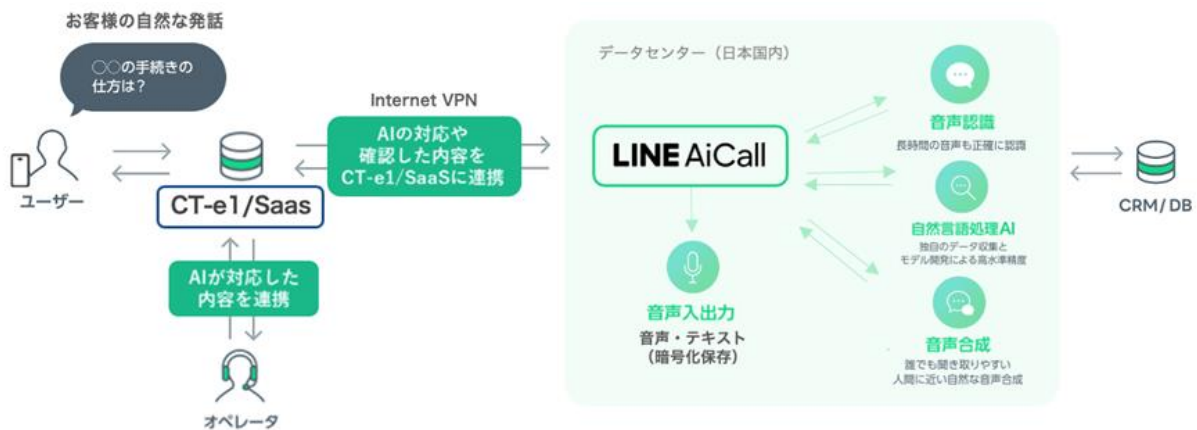 お客様の自然な発話
○○の手続きの
仕方は？
ユーザー
CT-e1/Saas
Internet VPN
AIの対応や
確認した内容を
CT-e1/SaaSに連携
AIが対応した
内容を連携
オペレータ
データセンター（日本国内）
LINE AiCall
音声入出力
音声・テキスト
（暗号化保存）
音声認識
長時間の音声も正確に認識
自然言語処理AI
独自のデータ収集と
モデル開発による高水準精度
音声合成
誰でも聞き取りやすい
人間に近い自然な音声合成
CRM/DB